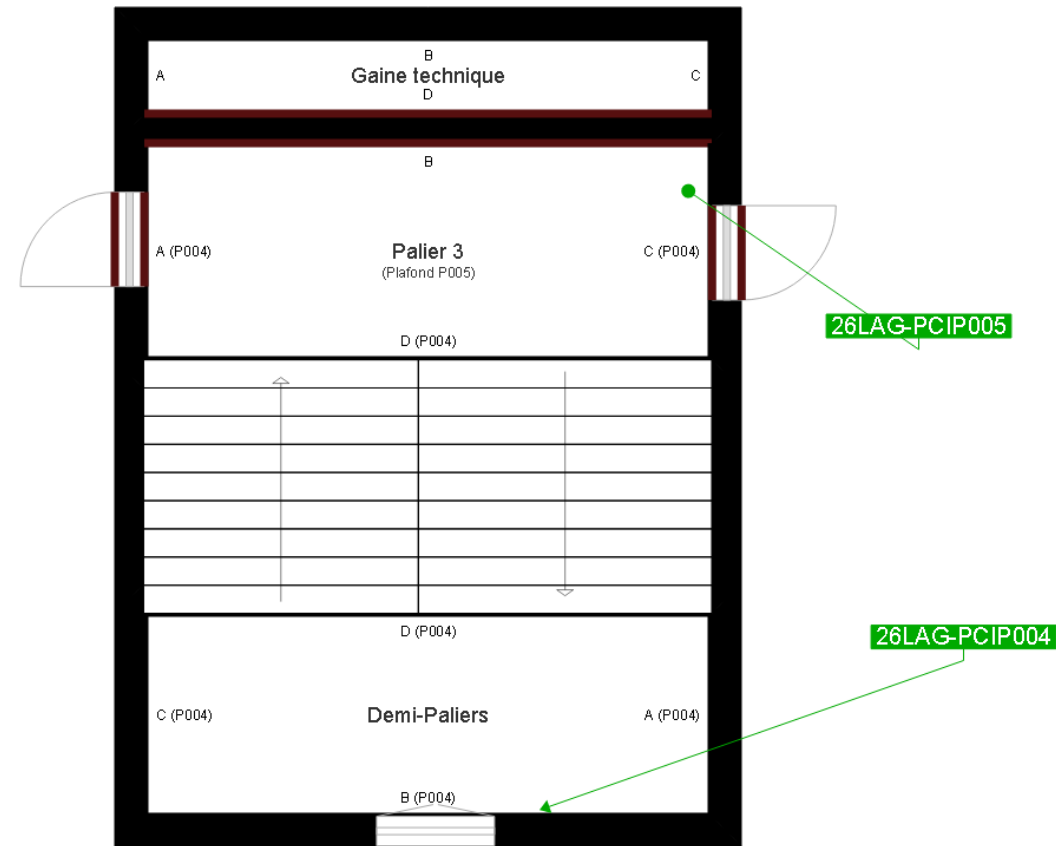 B
A
Gaine technique
C
D
B
A (P004)
Palier 3
C (P004)
(Plafond P005)
26LAG-PCIP005
D (P004)
D (P004)
26LAG-PCIP004
C (P004)
Demi-Paliers
A (P004)
B (P004)